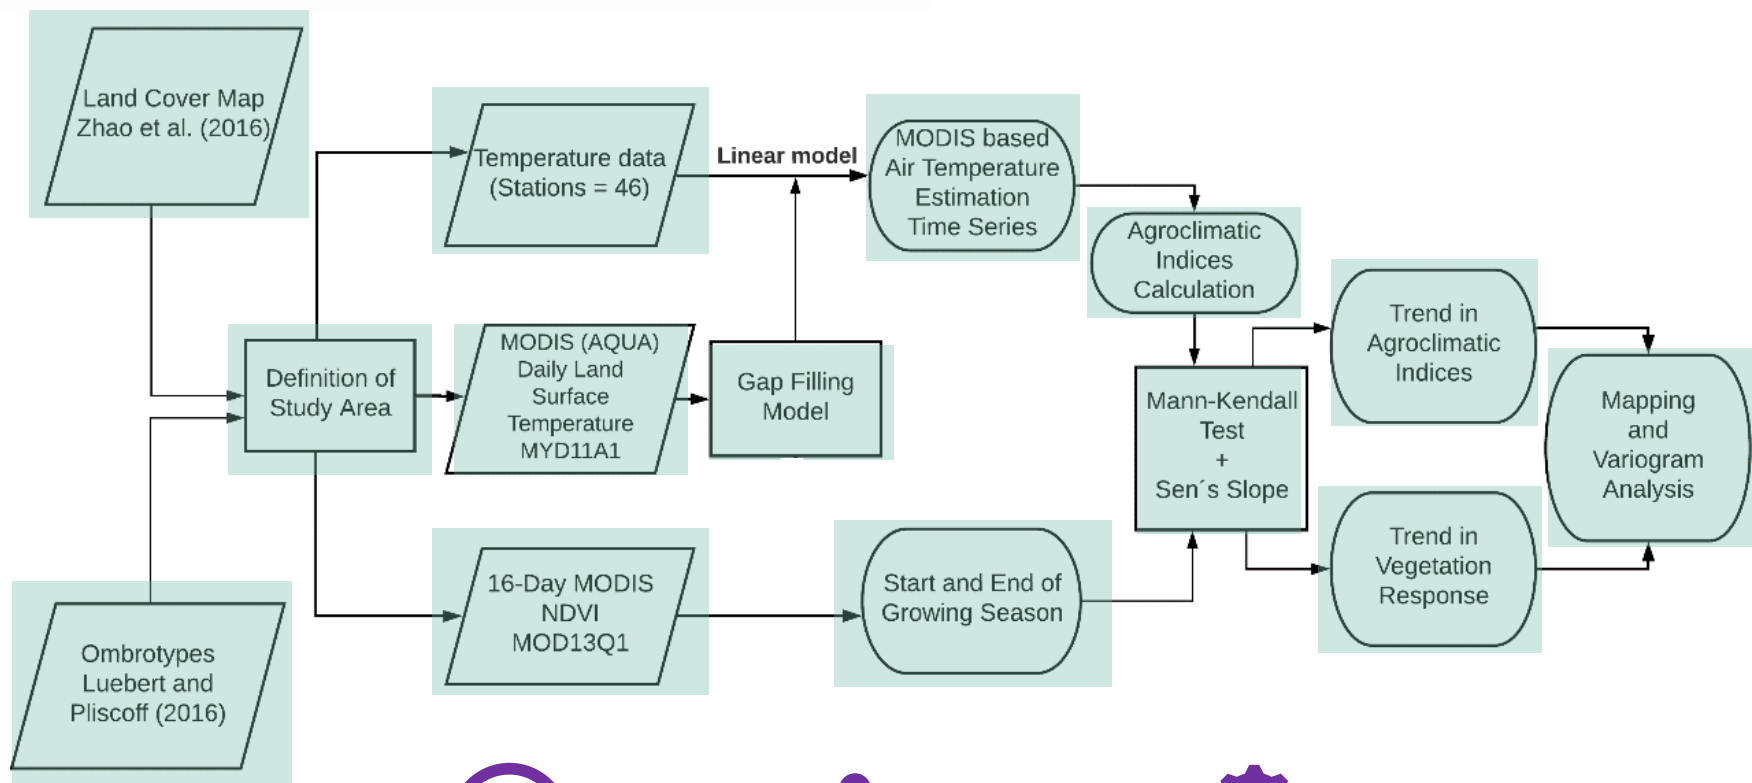 Land Cover Map
Zhao et al. (2016)
Temperature data
(Stations = 46)
Linear model
MODIS based
Air Temperature
Estimation
Time Series
Agroclimatic
Indices
Calculation
Definition of
Study Area
MODIS (AQUA)
Daily Land
Surface
Temperature
MYD11A1
Gap Filling
Model
Mann-Kendall
Test
+
Sen´s Slope
Trend in
Agroclimatic
Indices
Mapping
and
Variogram
Analysis
Ombrotypes
Luebert and
Pliscoff (2016)
16-Day MODIS
NDVI
MOD13Q1
Start and End of
Growing Season
Trend in
Vegetation
Response